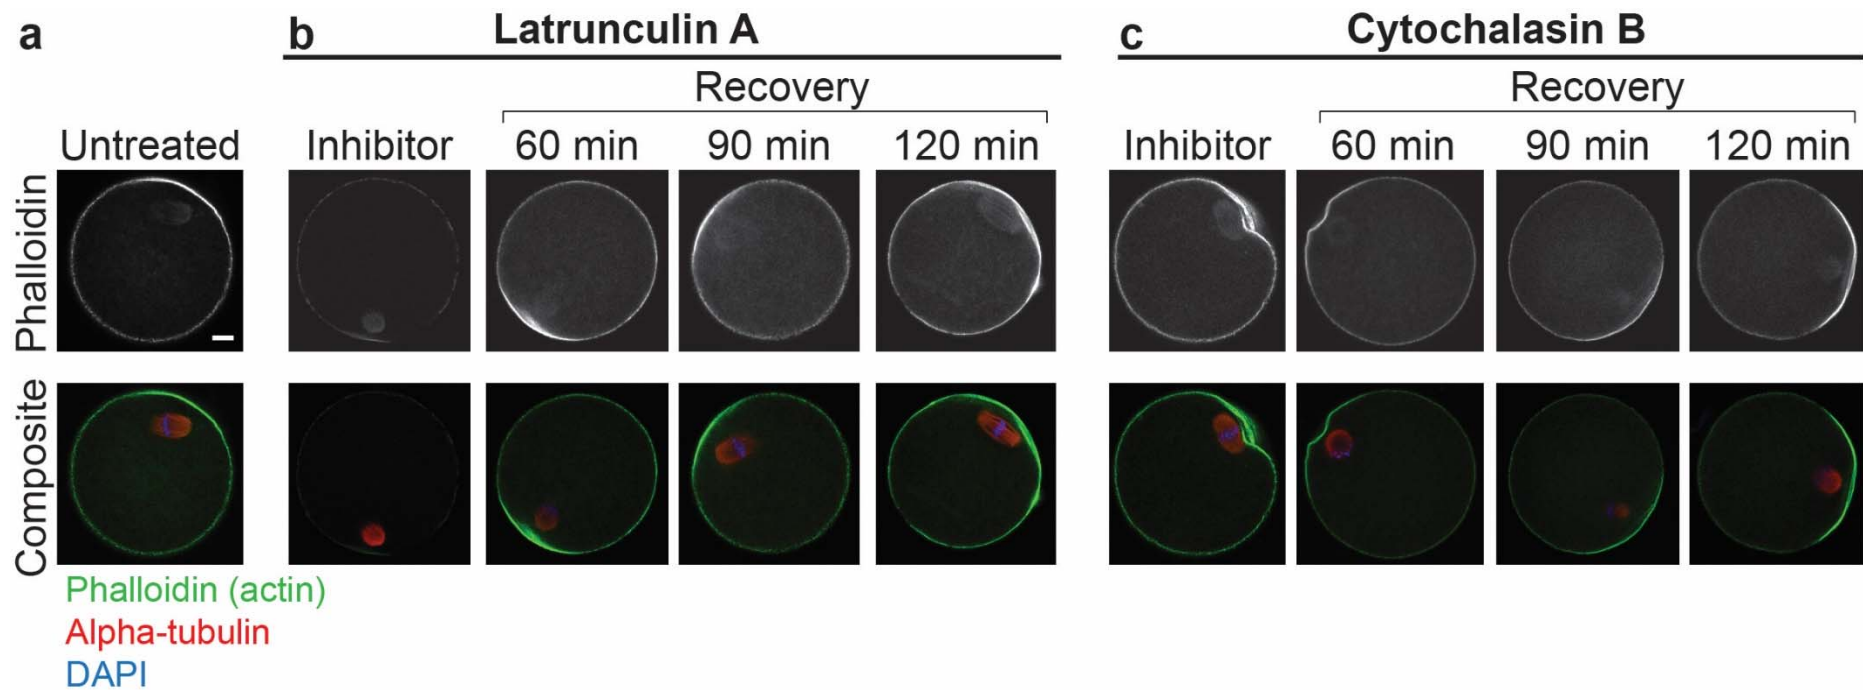 a
b Latrunculin A
c Cytochalasin B
Recovery
Recovery
Untreated
Inhibitor 60 min 90 min 120 min
Inhibitor 60 min 90 min 120 min
Phalloidin
Composite
Phalloidin (actin)
Alpha-tubulin
DAPI